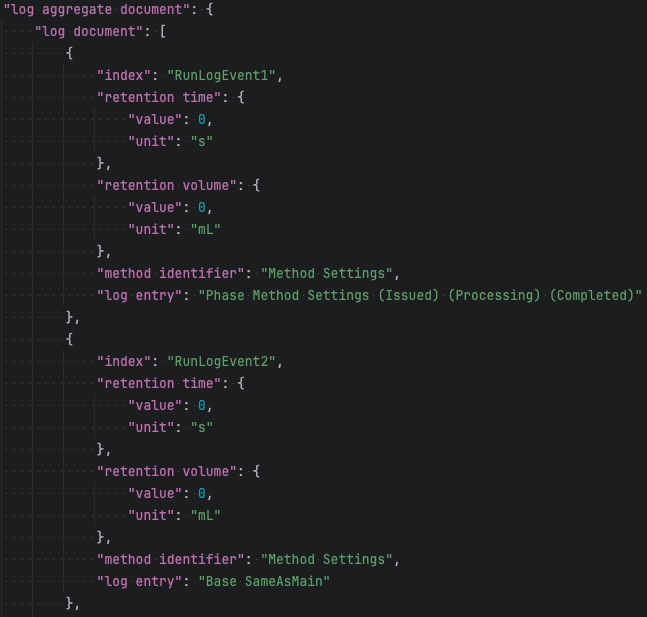 "log aggregate document": {
"log document": [
{
"index": "RunLogEvent1",
"retention time": {
"value": 0,
"unit": "s"
},
"retention volume": {
"value": 0,
"unit": "mL"
},
"method identifier": "Method Settings",
"log entry": "Phase Method Settings (Issued) (Processing) (Completed)"
},
{
"index": "RunLogEvent2",
"retention time": {
"value": 0,
"unit": "s"
},
"retention volume": {
"value": 0,
"unit": "mL"
},
"method identifier": "Method Settings",
"log entry": "Base SameAsMain"
},